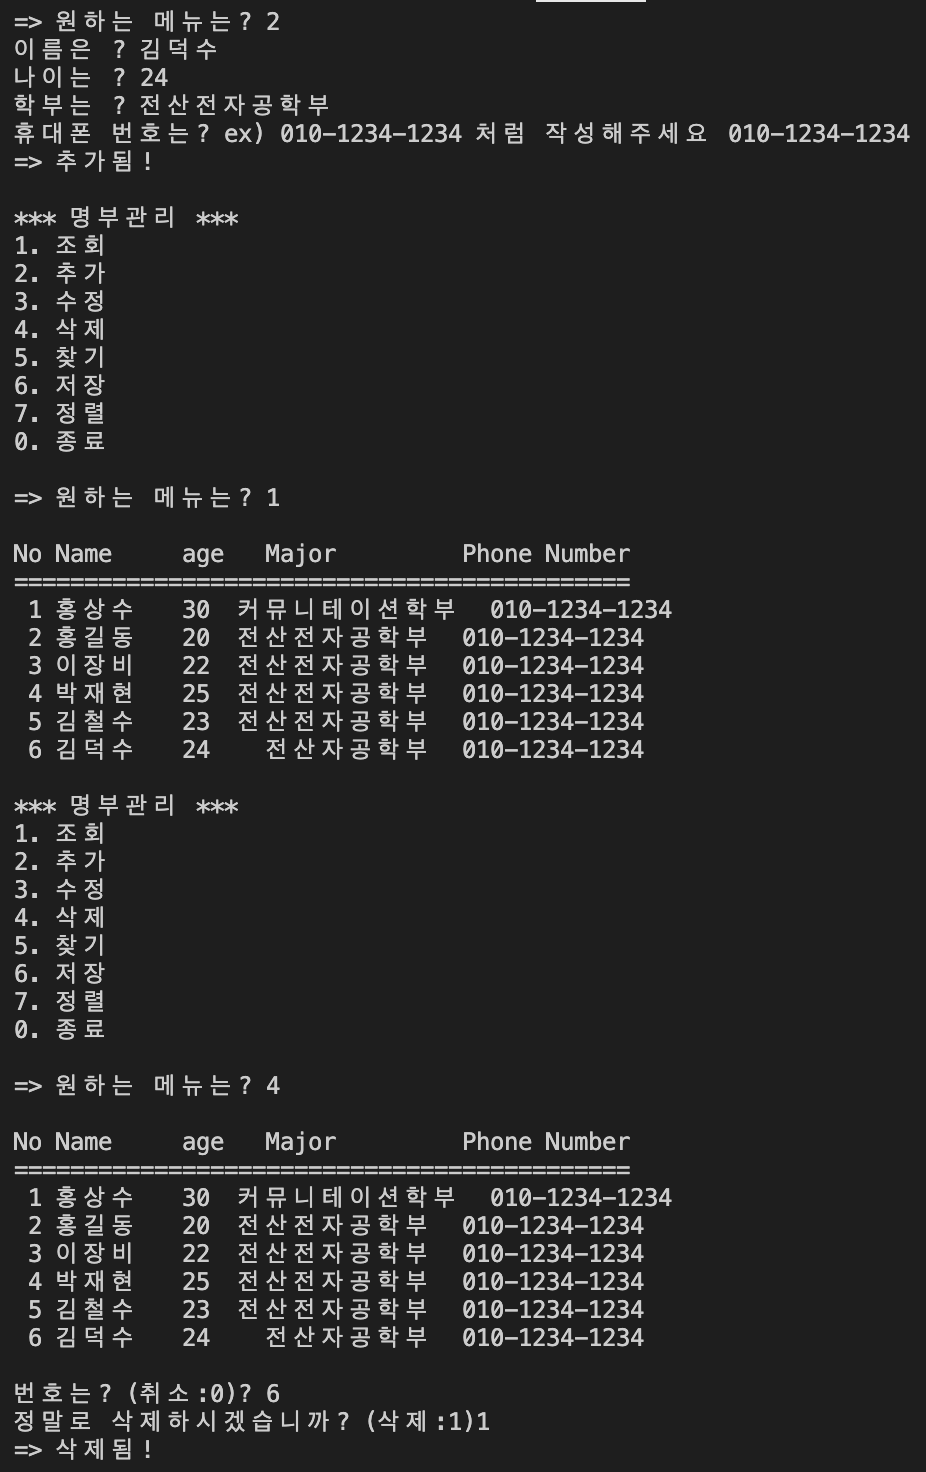 => 원하는 메뉴는? 2
이름은 ? 김덕수
나이는 ? 24
학부는 ? 전산전자공학부
휴대폰 번호는? ex) 010-1234-1234 처럼 작성해주세요 010-1234-1234
=> 추가됨!
*** 명부관리 ***
1. 조회
2. 추가
3. 수정
4. 삭제
5. 찾기
6. 저장
7. 정렬
0. 종료
=> 원하는 메뉴는? 1
No Name age Major Phone Number
============================================
1 홍상수 30 커뮤니테이션학부 010-1234-1234
2 홍길동 20 전산전자공학부 010-1234-1234
3 이장비 22 전산전자공학부 010-1234-1234
4 박재현 25 전산전자공학부 010-1234-1234
5 김철수 23 전산전자공학부 010-1234-1234
6 김덕수 24 전산자공학부 010-1234-1234
*** 명부관리 ***
1. 조회
2. 추가
3. 수정
4. 삭제
5. 찾기
6. 저장
7. 정렬
0. 종료
=> 원하는 메뉴는? 4
No Name age Major Phone Number
============================================
1 홍상수 30 커뮤니테이션학부 010-1234-1234
2 홍길동 20 전산전자공학부 010-1234-1234
3 이장비 22 전산전자공학부 010-1234-1234
4 박재현 25 전산전자공학부 010-1234-1234
5 김철수 23 전산전자공학부 010-1234-1234
6 김덕수 24 전산자공학부 010-1234-1234
번호는? (취소:0)? 6
정말로 삭제하시겠습니까? (삭제:1)1
=> 삭제됨!